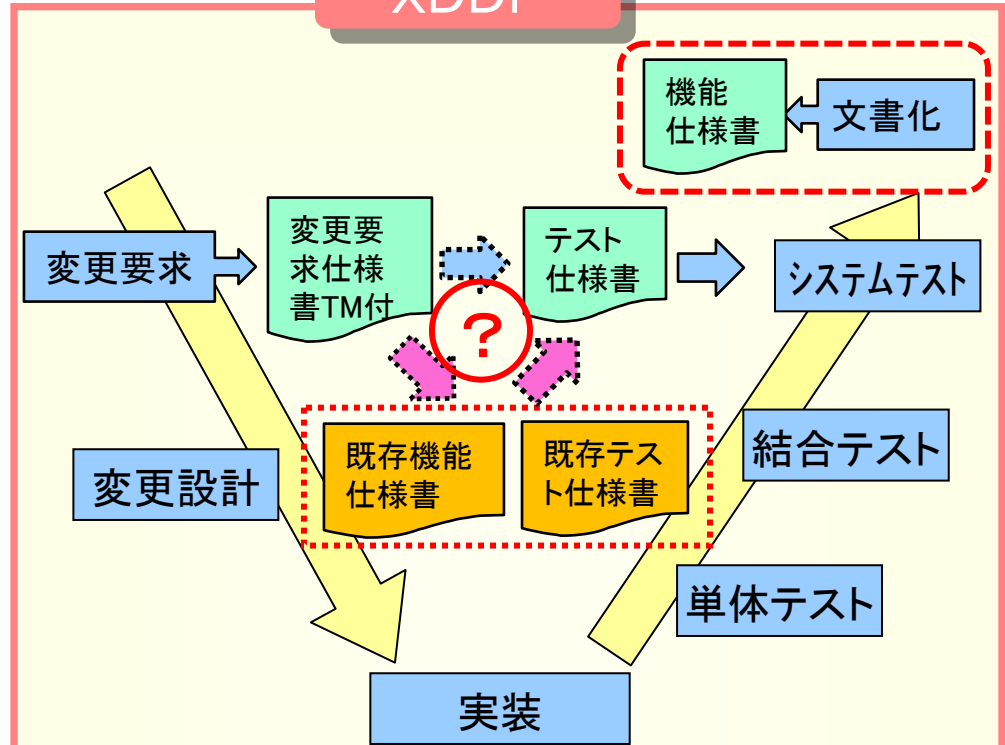 XDDP
機能
仕様書
文書化
変更要求
変更要
求仕様
書TM付
テスト
仕様書
システムテスト
?
変更設計
既存機能
仕様書
既存テス
ト仕様書
結合テスト
単体テスト
実装